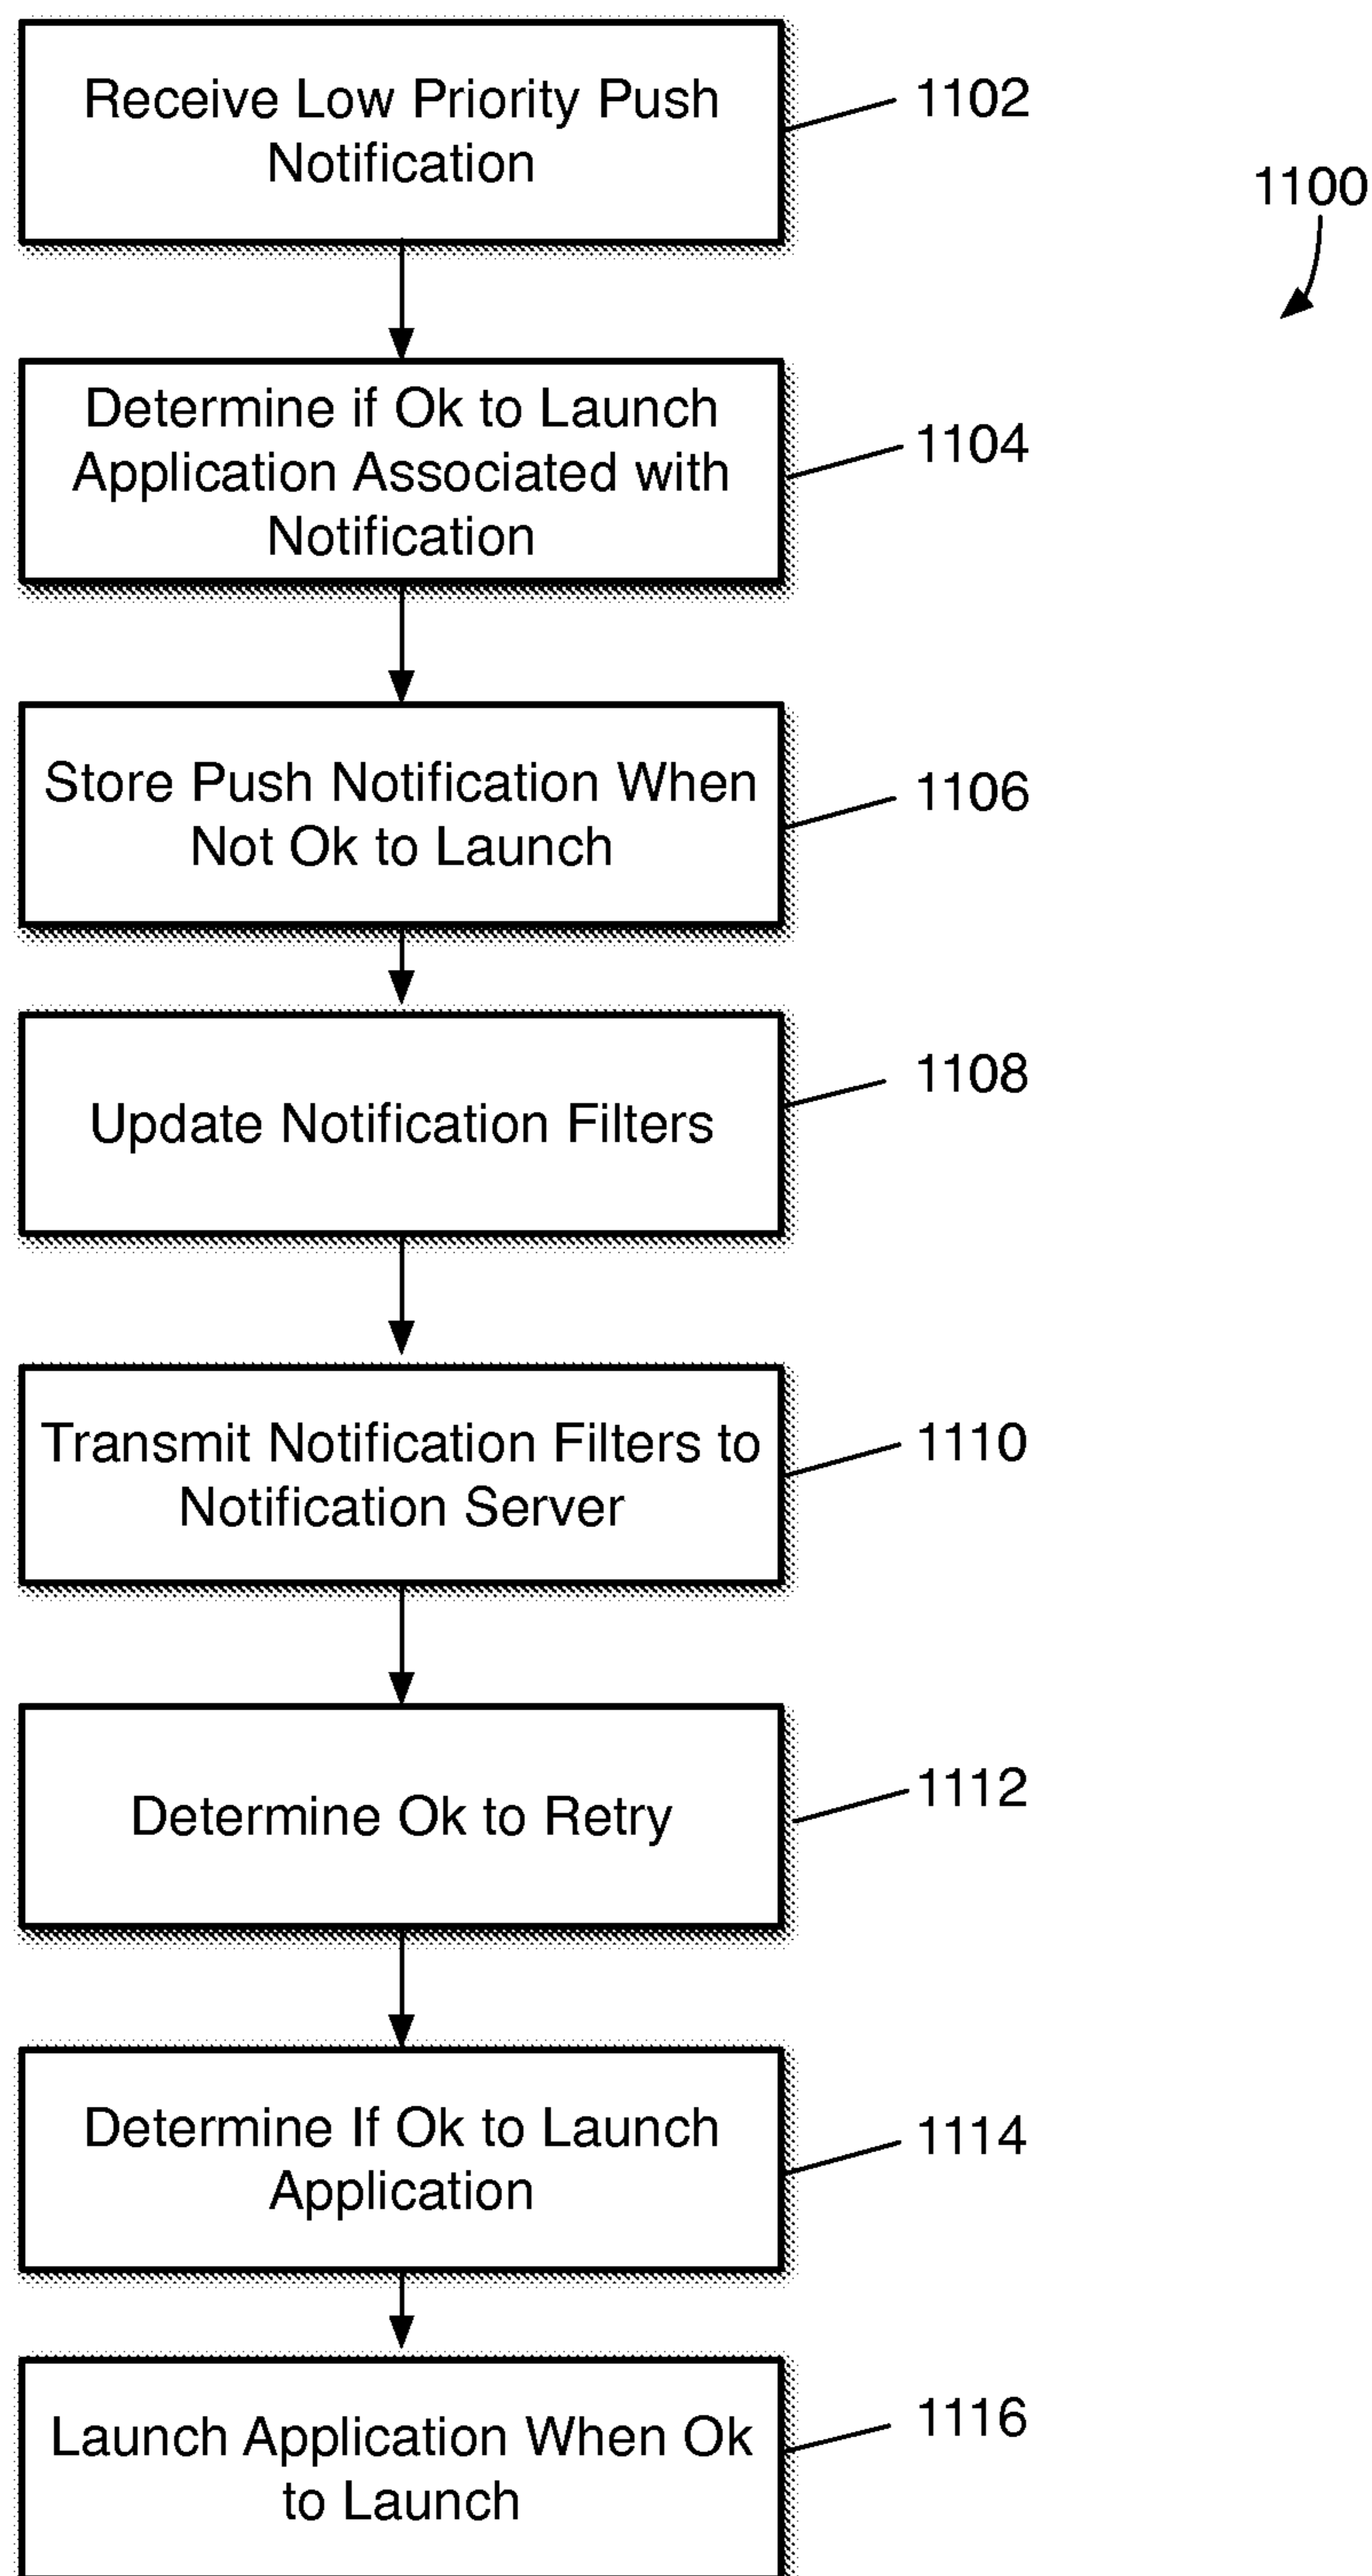 Receive Low Priority Push
Notification
1102
1100
Determine if Ok to Launch
Application Associated with
Notification
1104
Store Push Notification When
Not Ok to Launch
1106
Update Notification Filters
1108
Transmit Notification Filters to
Notification Server
1110
Determine Ok to Retry
1112
Determine If Ok to Launch
Application
1114
Launch Application When Ok
to Launch
1116